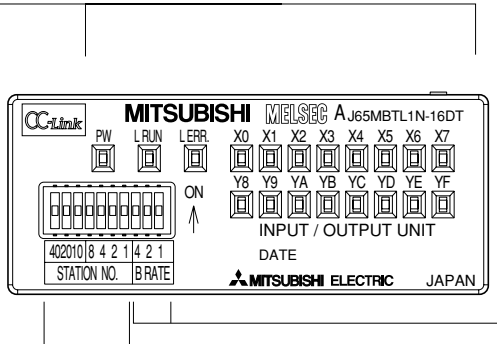 CC-Link MITSUBISHI MELSEC AJ65MBTL1N-16DT
PW L RUN L ERR. X0 X1 X2 X3 X4 X5 X6 X7
ON Y8 Y9 YA YB YC YD YE YF
INPUT / OUTPUT UNIT
402010 8 4 2 1 4 2 1 DATE
STATION NO. B RATE MITSUBISHI ELECTRIC JAPAN